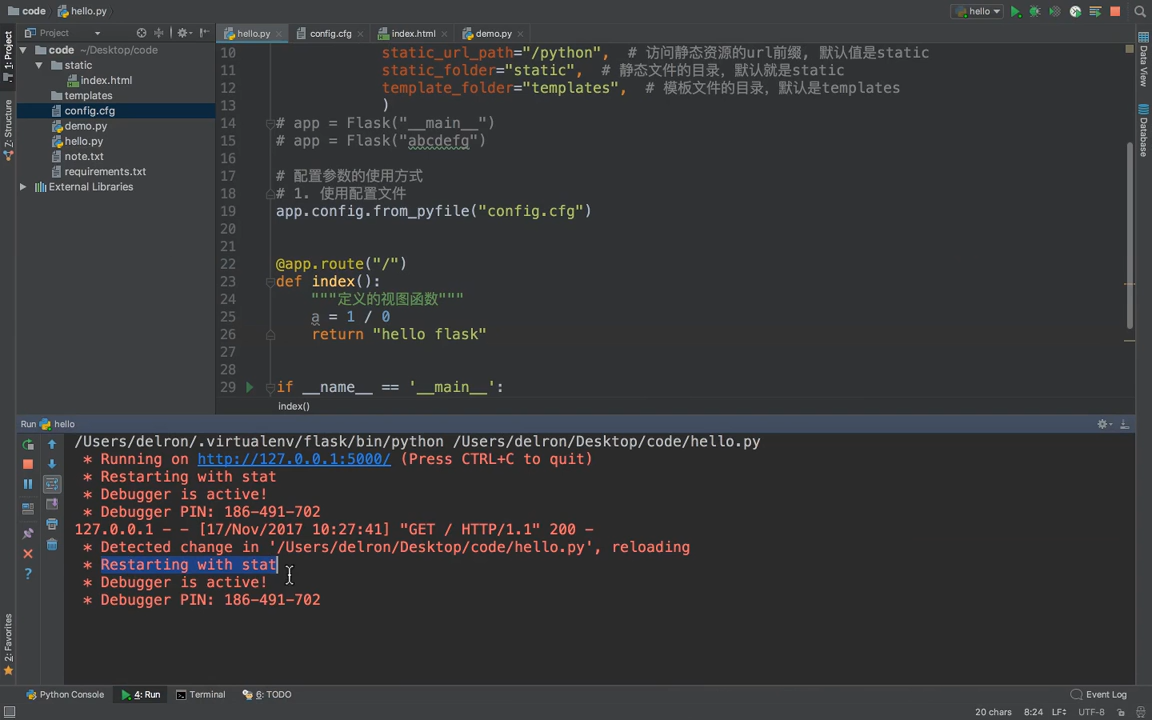 code hello.py
hello
Project
hello.py
config.cfg
index.html
demo.py
code ~/Desktop/code
static
index.html
templates
config.cfg
demo.py
hello.py
note.txt
requirements.txt
External Libraries
1: Project
7: Structure
2: Favorites
Data View
Database
10 static_url_path="/python", # 访问静态资源的url前缀, 默认值是static
11 static_folder="static", # 静态文件的目录, 默认就是static
12 template_folder="templates", # 模板文件的目录, 默认是templates
13 )
14 # app = Flask("__main__")
15 # app = Flask("abcdefg")
16
17 # 配置参数的使用方式
18 # 1. 使用配置文件
19 app.config.from_pyfile("config.cfg")
20
21
22 @app.route("/")
23 def index():
24 """定义的视图函数"""
25 a = 1 / 0
26 return "hello flask"
27
28
29 if __name__ == '__main__':
index()
Run hello
/Users/delron/.virtualenv/flask/bin/python /Users/delron/Desktop/code/hello.py
* Running on http://127.0.0.1:5000/ (Press CTRL+C to quit)
* Restarting with stat
* Debugger is active!
* Debugger PIN: 186-491-702
127.0.0.1 - - [17/Nov/2017 10:27:41] "GET / HTTP/1.1" 200 -
* Detected change in '/Users/delron/Desktop/code/hello.py', reloading
* Restarting with stat
* Debugger is active!
* Debugger PIN: 186-491-702
Python Console
4: Run
Terminal
6: TODO
Event Log
20 chars 8:24 LF UTF-8